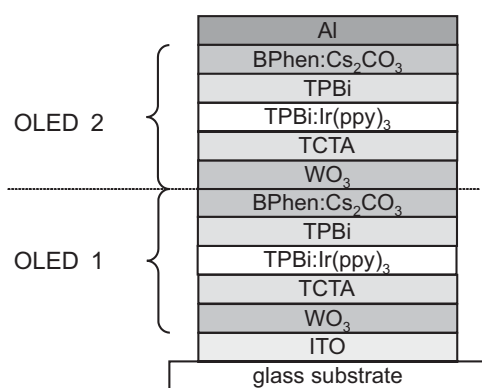 Al
BPhen:Cs₂CO₃
TPBi
OLED 2
TPBi:Ir(ppy)₃
TCTA
WO₃
BPhen:Cs₂CO₃
TPBi
OLED 1
TPBi:Ir(ppy)₃
TCTA
WO₃
ITO
glass substrate